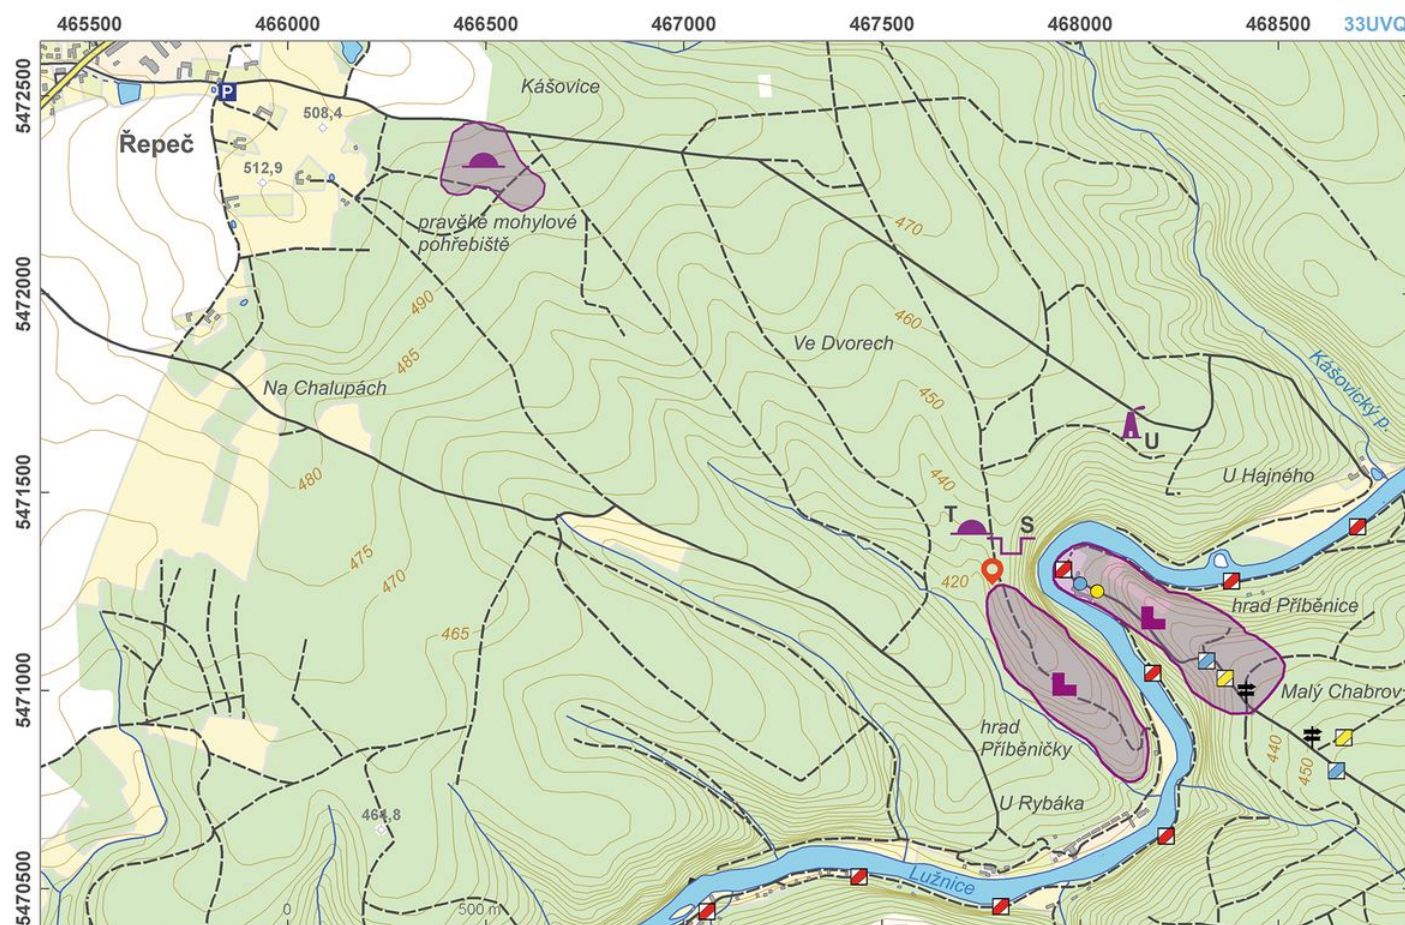 465500 466000 466500 467000 467500 468000 468500 33UVQ
5472500
5472000
5471500
5471000
5470500
Kášovice
P
508,4
Řepeč
512,9
pravěké mohylové
pohřebiště
470
490
460
Ve Dvorech
485
Kášovický p.
Na Chalupách
450
U
U Hajného
480
440
T
S
475
470
420
hrad Příběnice
465
Malý Chabrov
hrad
Příběničky
440
450
U Rybáka
464,8
Lužnice
0
500 m